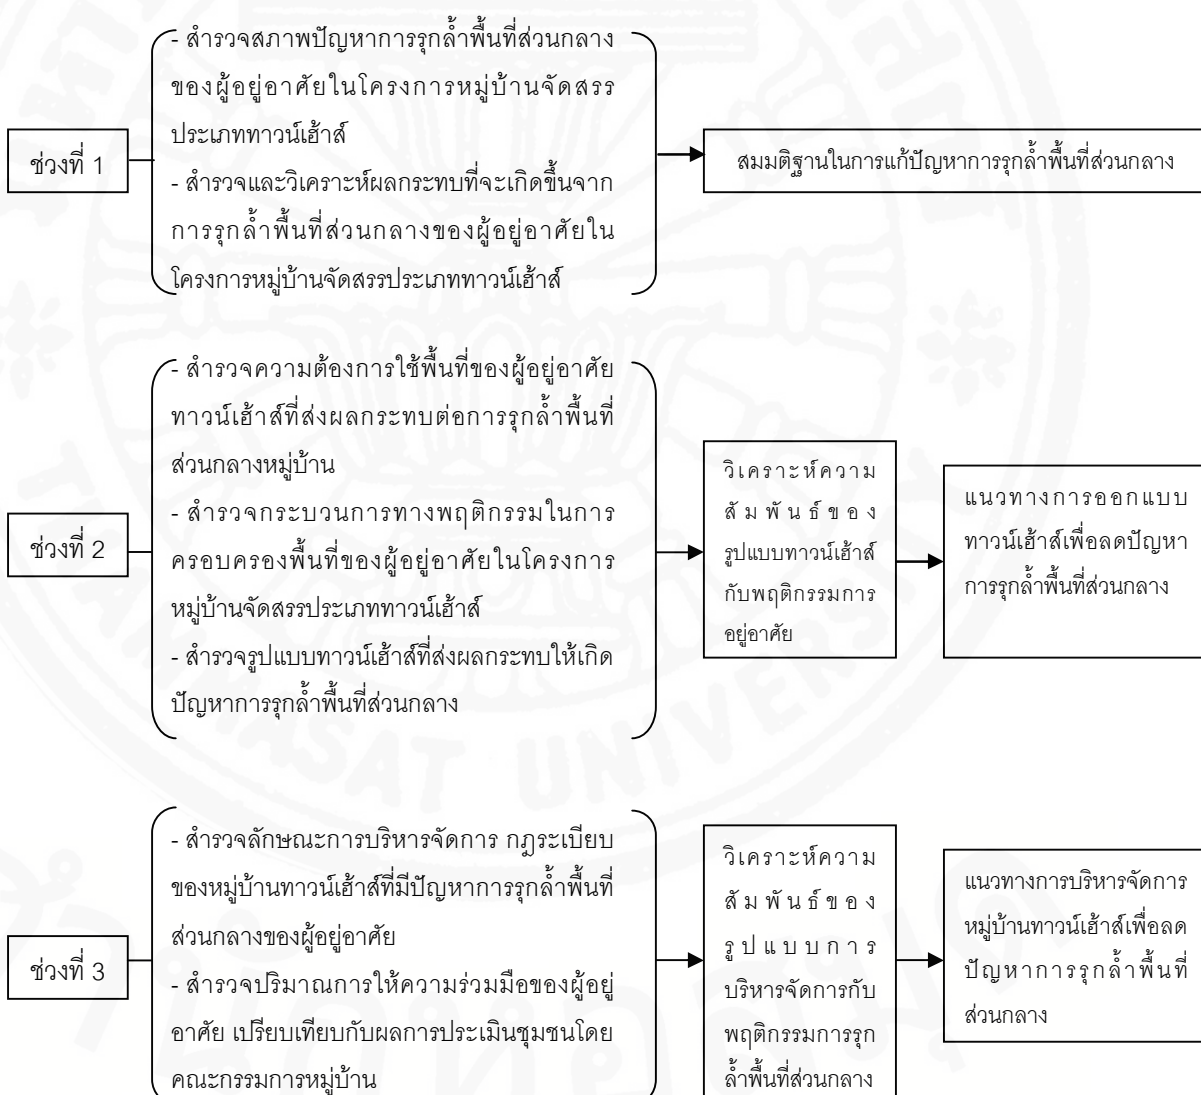 ช่วงที่ 1
- สำรวจสภาพปัญหาการรุกล้ำพื้นที่ส่วนกลาง
ของผู้อยู่อาศัยในโครงการหมู่บ้านจัดสรร
ประเภททาวน์เฮ้าส์
- สำรวจและวิเคราะห์ผลกระทบที่จะเกิดขึ้นจาก
การรุกล้ำพื้นที่ส่วนกลางของผู้อยู่อาศัยใน
โครงการหมู่บ้านจัดสรรประเภททาวน์เฮ้าส์
สมมติฐานในการแก้ปัญหาการรุกล้ำพื้นที่ส่วนกลาง
ช่วงที่ 2
- สำรวจความต้องการใช้พื้นที่ของผู้อยู่อาศัย
ทาวน์เฮ้าส์ที่ส่งผลกระทบต่อการรุกล้ำพื้นที่
ส่วนกลางหมู่บ้าน
- สำรวจกระบวนการทางพฤติกรรมในการ
ครอบครองพื้นที่ของผู้อยู่อาศัยในโครงการ
หมู่บ้านจัดสรรประเภททาวน์เฮ้าส์
- สำรวจรูปแบบทาวน์เฮ้าส์ที่ส่งผลกระทบให้เกิด
ปัญหาการรุกล้ำพื้นที่ส่วนกลาง
วิเคราะห์ความ
สัมพันธ์ของ
รูปแบบทาวน์เฮ้าส์
กับพฤติกรรมการ
อยู่อาศัย
แนวทางการออกแบบ
ทาวน์เฮ้าส์เพื่อลดปัญหา
การรุกล้ำพื้นที่ส่วนกลาง
ช่วงที่ 3
- สำรวจลักษณะการบริหารจัดการ กฎระเบียบ
ของหมู่บ้านทาวน์เฮ้าส์ที่มีปัญหาการรุกล้ำพื้นที่
ส่วนกลางของผู้อยู่อาศัย
- สำรวจปริมาณการให้ความร่วมมือของผู้อยู่
อาศัย เปรียบเทียบกับผลการประเมินชุมชนโดย
คณะกรรมการหมู่บ้าน
วิเคราะห์ความ
สัมพันธ์ของ
รูปแบบการ
บริหารจัดการกับ
พฤติกรรมการรุก
ล้ำพื้นที่ส่วนกลาง
แนวทางการบริหารจัดการ
หมู่บ้านทาวน์เฮ้าส์เพื่อลด
ปัญหาการรุกล้ำพื้นที่
ส่วนกลาง